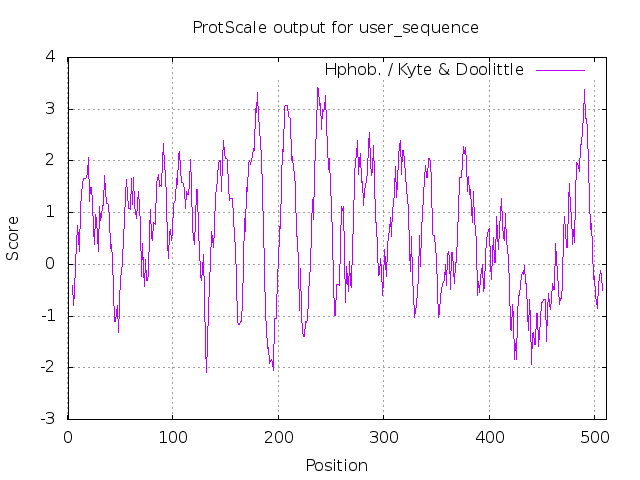 ProtScale output for user_sequence
Hphob. / Kyte & Doolittle
4
3
2
1
0
-1
-2
-3
Score
0 100 200 300 400 500
Position